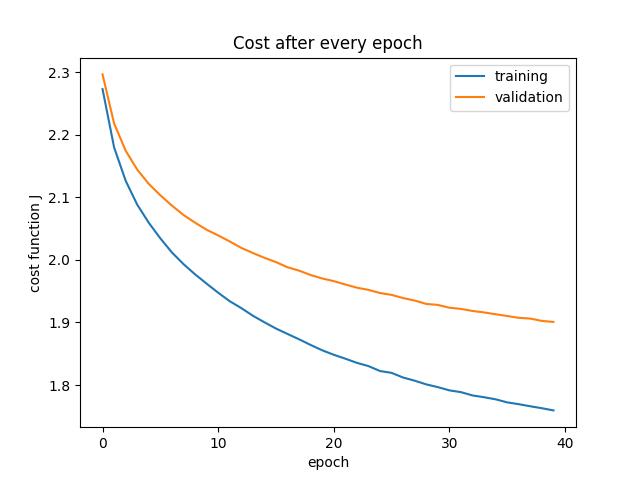 Cost after every epoch
training
validation
cost function J
2.3
2.2
2.1
2.0
1.9
1.8
0 10 20 30 40
epoch